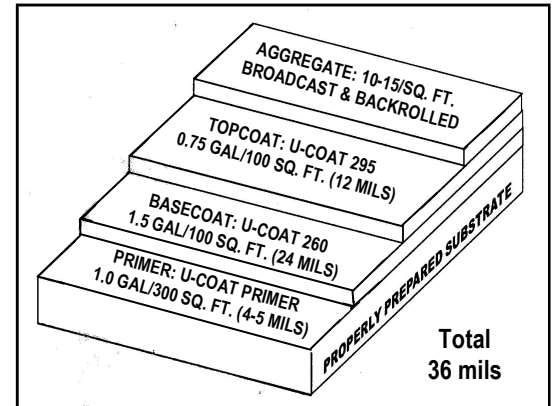 AGGREGATE: 10-15/SQ. FT.
BROADCAST & BACKROLLED
TOPCOAT: U-COAT 295
0.75 GAL/100 SQ. FT. (12 MILS)
BASECOAT: U-COAT 260
1.5 GAL/100 SQ. FT. (24 MILS)
PRIMER: U-COAT PRIMER
1.0 GAL/300 SQ. FT. (4-5 MILS)
PROPERLY PREPARED SUBSTRATE
Total
36 mils